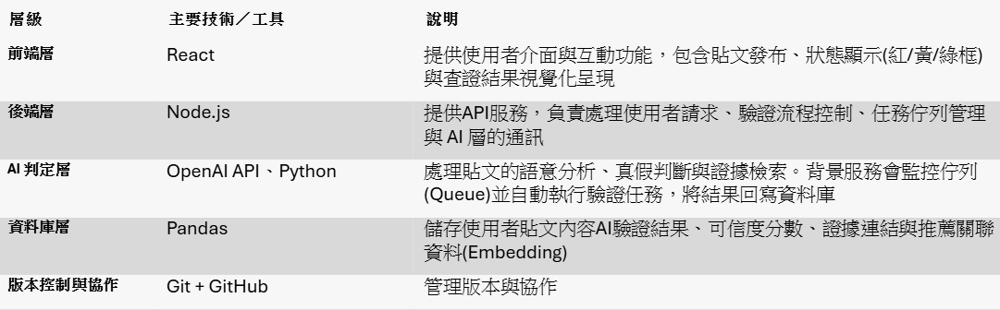 層級 主要技術／工具 說明
前端層 React 提供使用者介面與互動功能，包含貼文發布、狀態顯示(紅/黃/綠框)
與查證結果視覺化呈現
後端層 Node.js 提供API服務，負責處理使用者請求、驗證流程控制、任務佇列管理
與 AI 層的通訊
AI 判定層 OpenAI API、Python 處理貼文的語意分析、真假判斷與證據檢索。背景服務會監控佇列
(Queue)並自動執行驗證任務，將結果回寫資料庫
資料庫層 Pandas 儲存使用者貼文內容AI驗證結果、可信度分數、證據連結與推薦關聯
資料(Embedding)
版本控制與協作 Git + GitHub 管理版本與協作